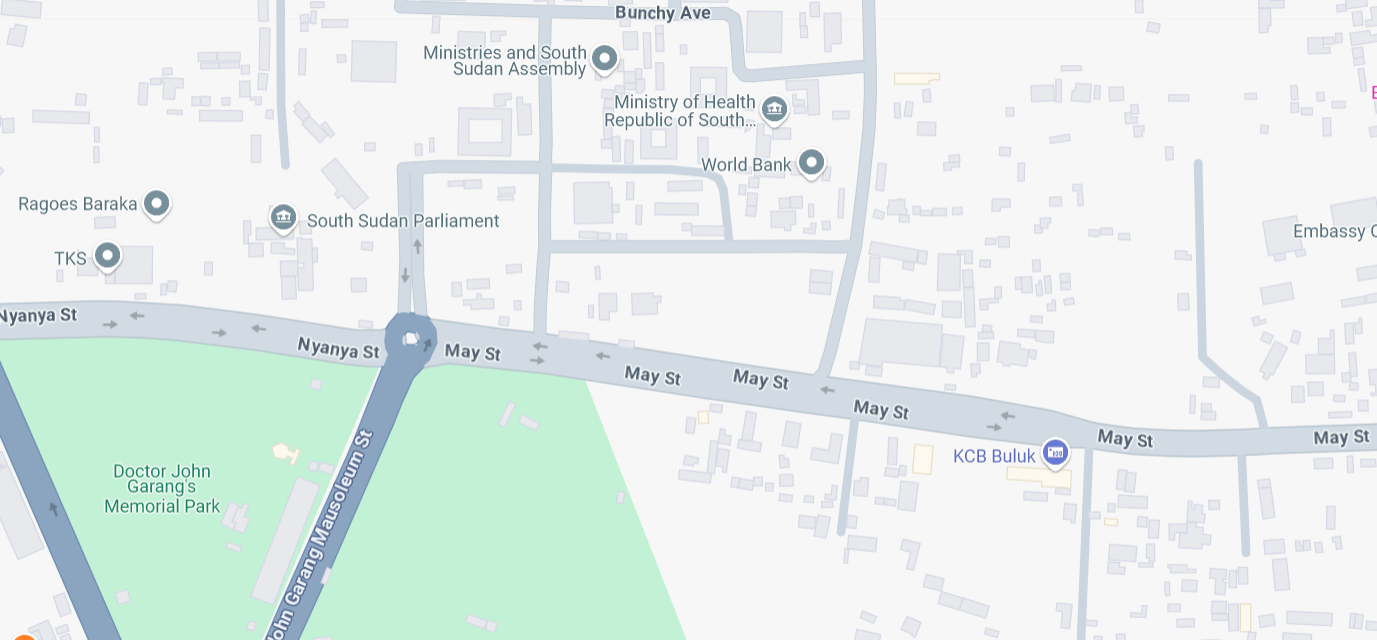 Bunchy Ave
Ministries and South
Sudan Assembly
Ministry of Health
Republic of South...
World Bank
Ragoes Baraka
South Sudan Parliament
TKS
Embassy
Nyanya St
Nyanya St
May St
May St
May St
May St
May St
May St
KCB Buluk
Doctor John
Garang's
Memorial Park
John Garang Mausoleum St